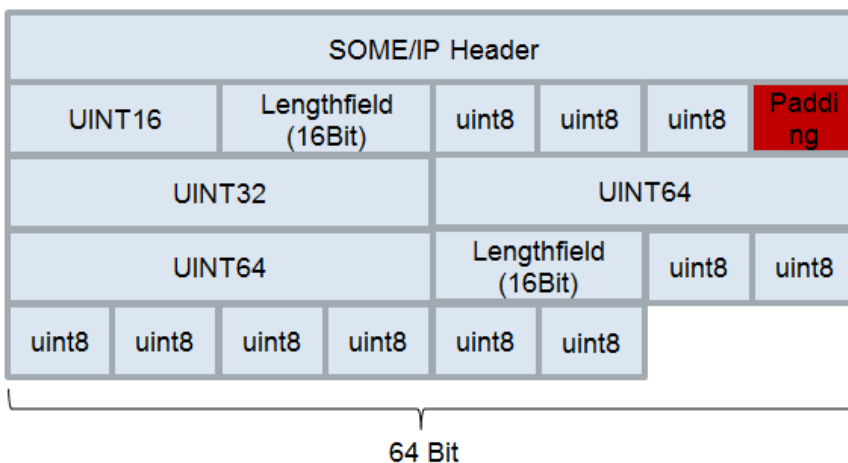 SOME/IP Header
UINT16
Lengthfield
(16Bit)
uint8
uint8
uint8
Paddi
ng
UINT32
UINT64
UINT64
Lengthfield
(16Bit)
uint8
uint8
uint8
uint8
uint8
uint8
uint8
uint8
64 Bit